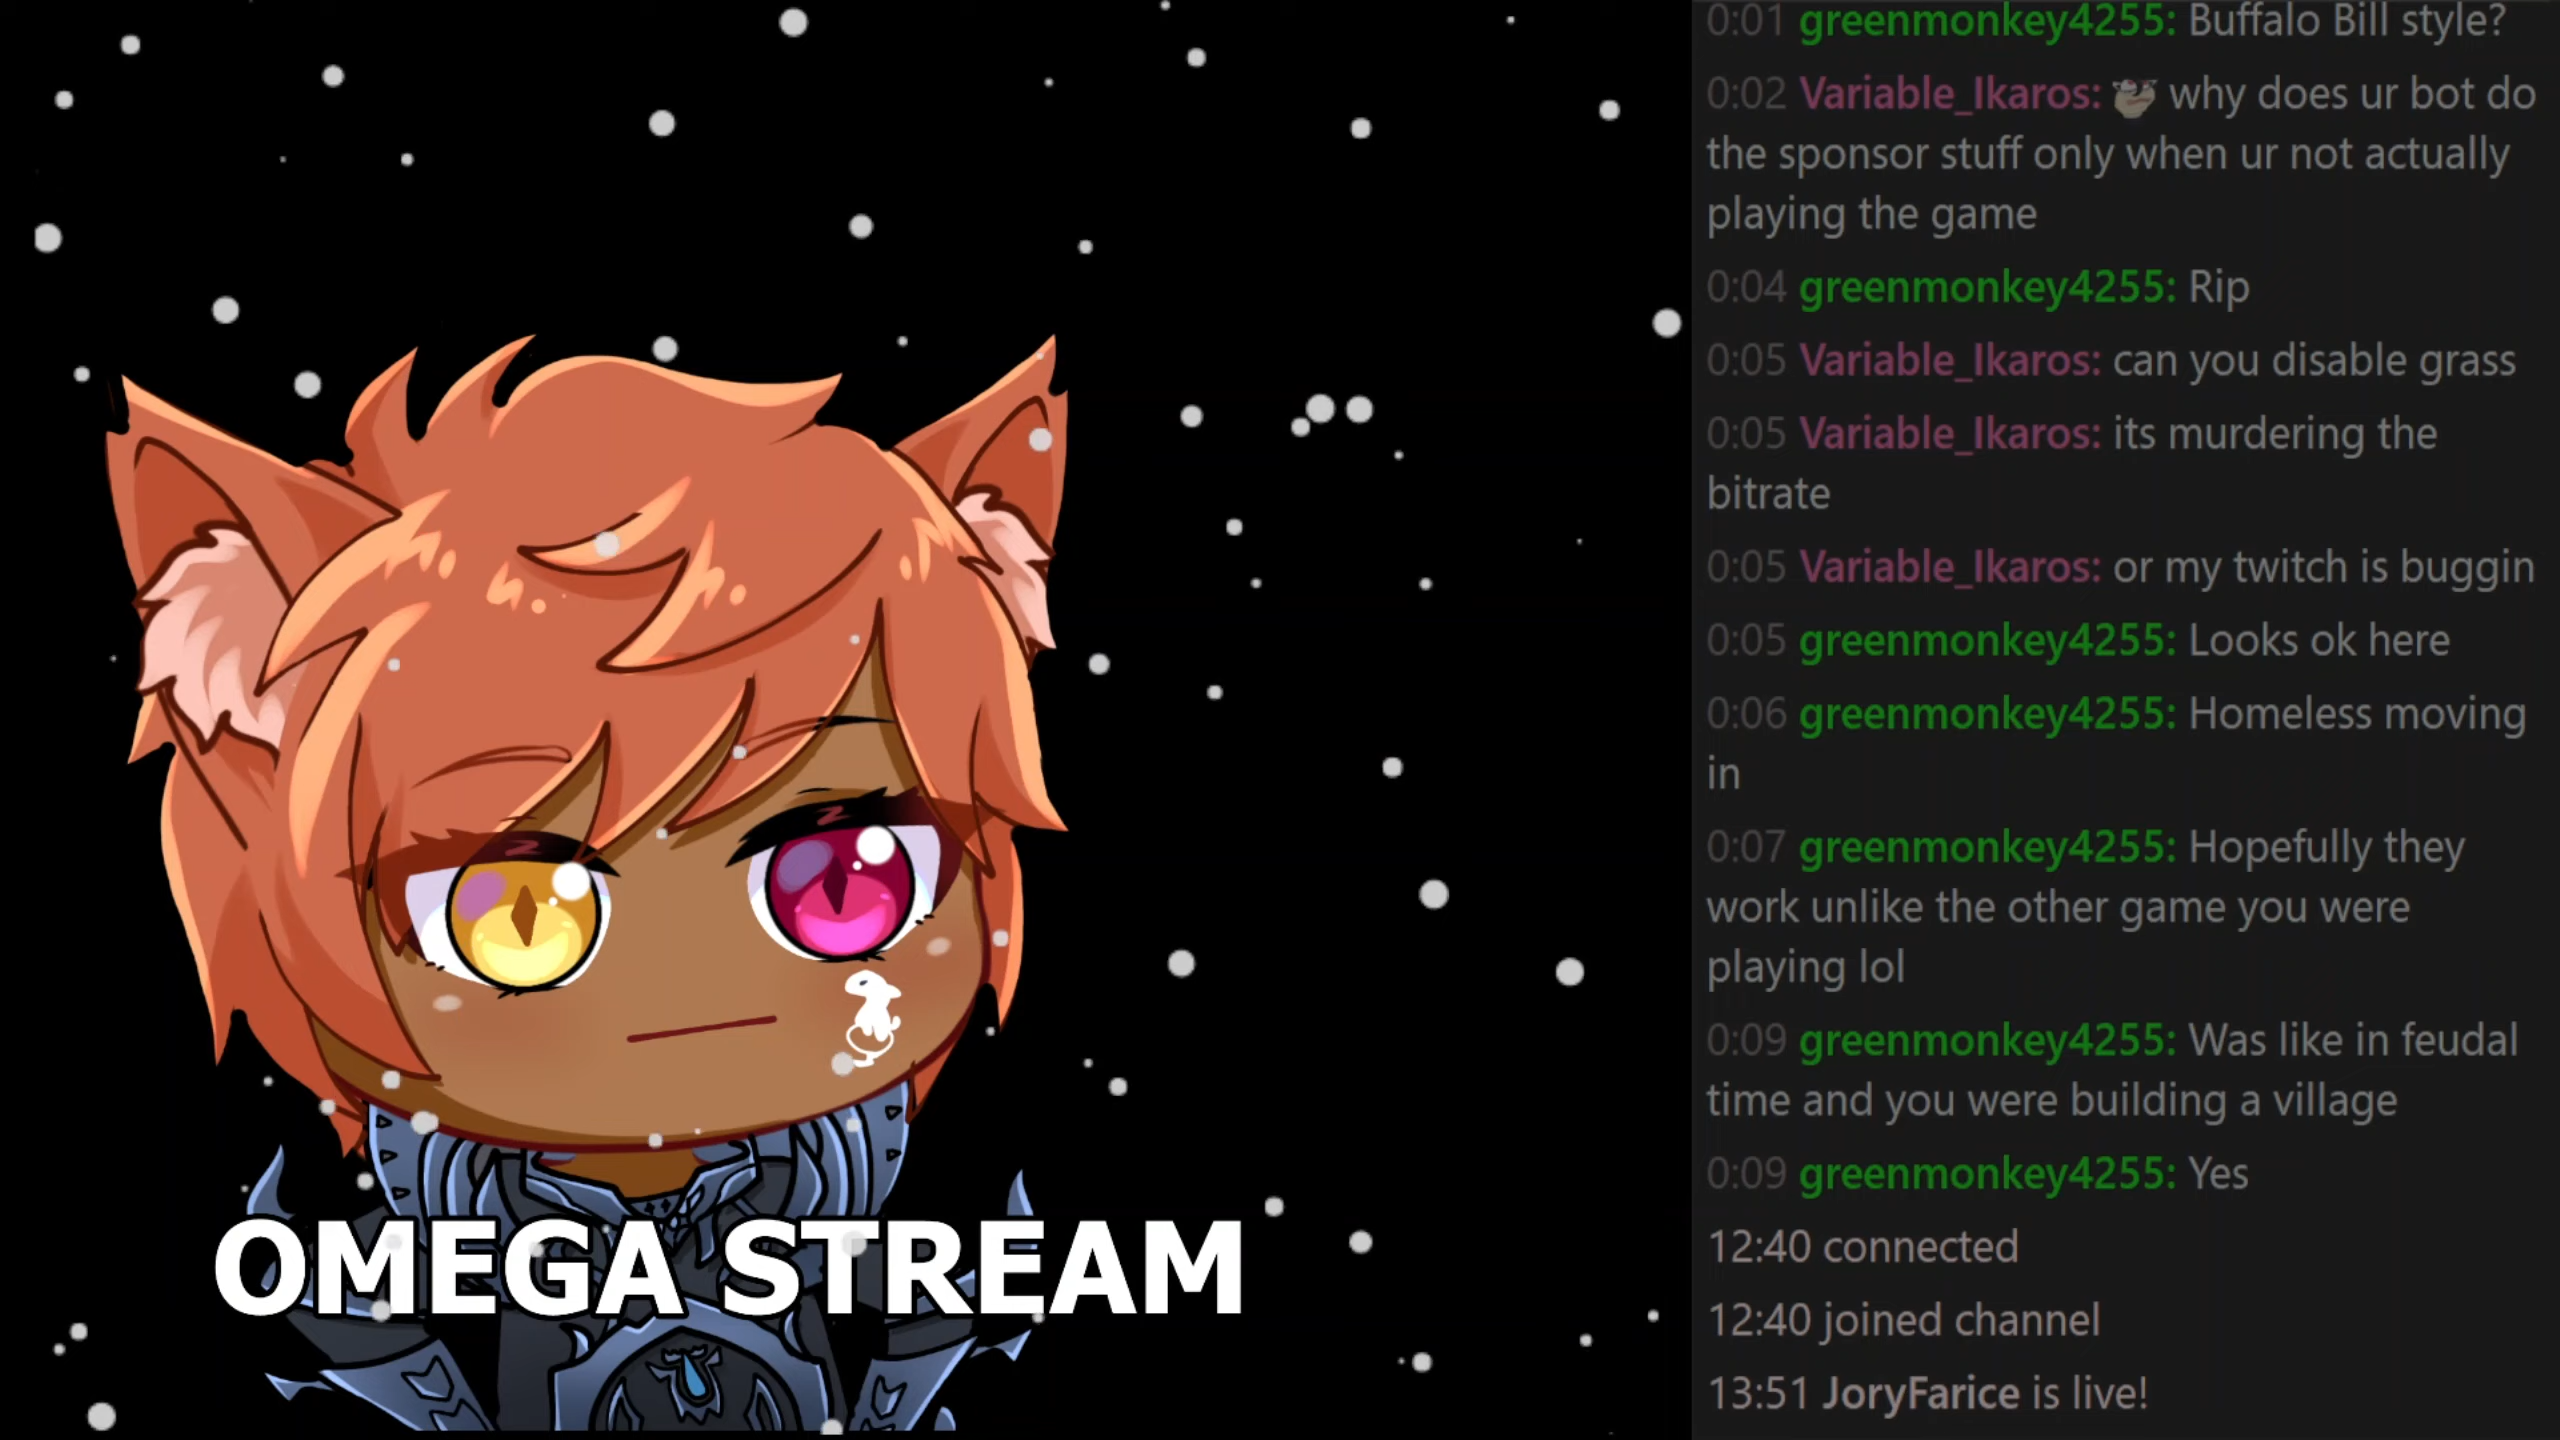 0:01 greenmonkey4255: Buffalo Bill style?
0:02 Variable_Ikaros: why does ur bot do
the sponsor stuff only when ur not actually
playing the game
0:04 greenmonkey4255: Rip
0:05 Variable_Ikaros: can you disable grass
0:05 Variable_Ikaros: its murdering the
bitrate
0:05 Variable_Ikaros: or my twitch is buggin
0:05 greenmonkey4255: Looks ok here
0:06 greenmonkey4255: Homeless moving
in
0:07 greenmonkey4255: Hopefully they
work unlike the other game you were
playing lol
0:09 greenmonkey4255: Was like in feudal
time and you were building a village
0:09 greenmonkey4255: Yes
12:40 connected
12:40 joined channel
13:51 JoryFarice is live!
OMEGA STREAM